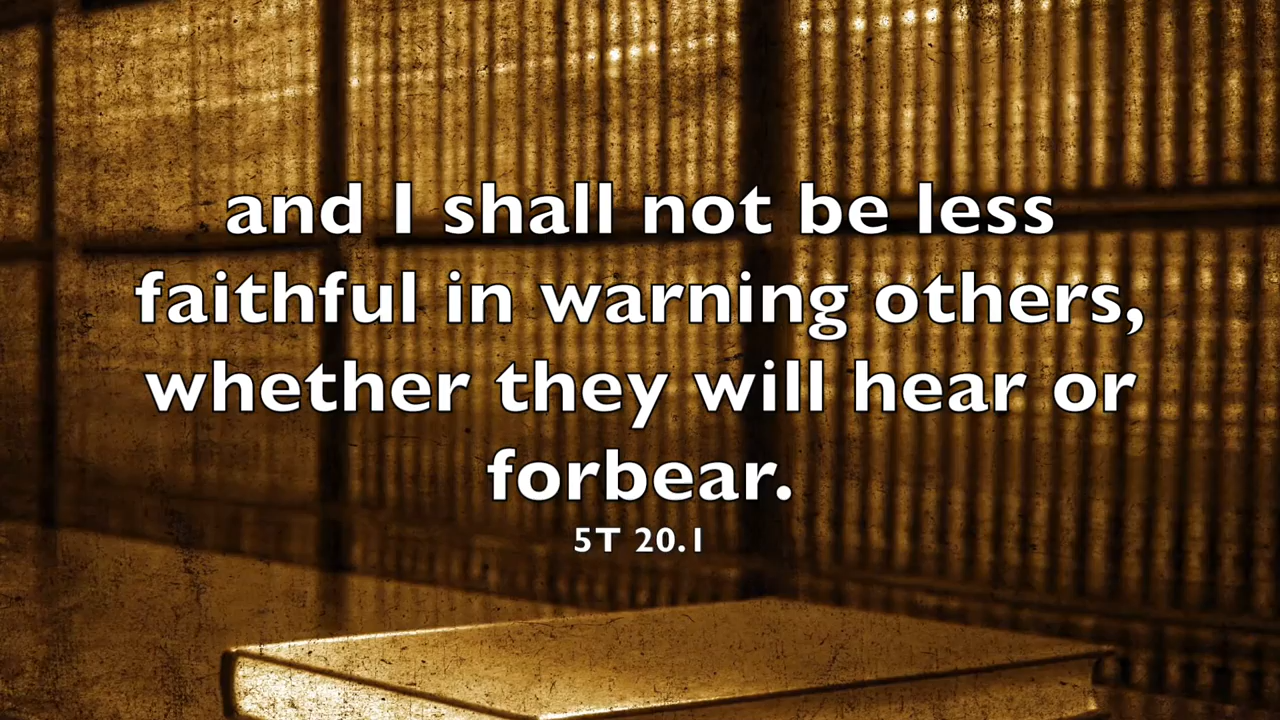 and I shall not be less
faithful in warning others,
whether they will hear or
forbear.
5T 20.1